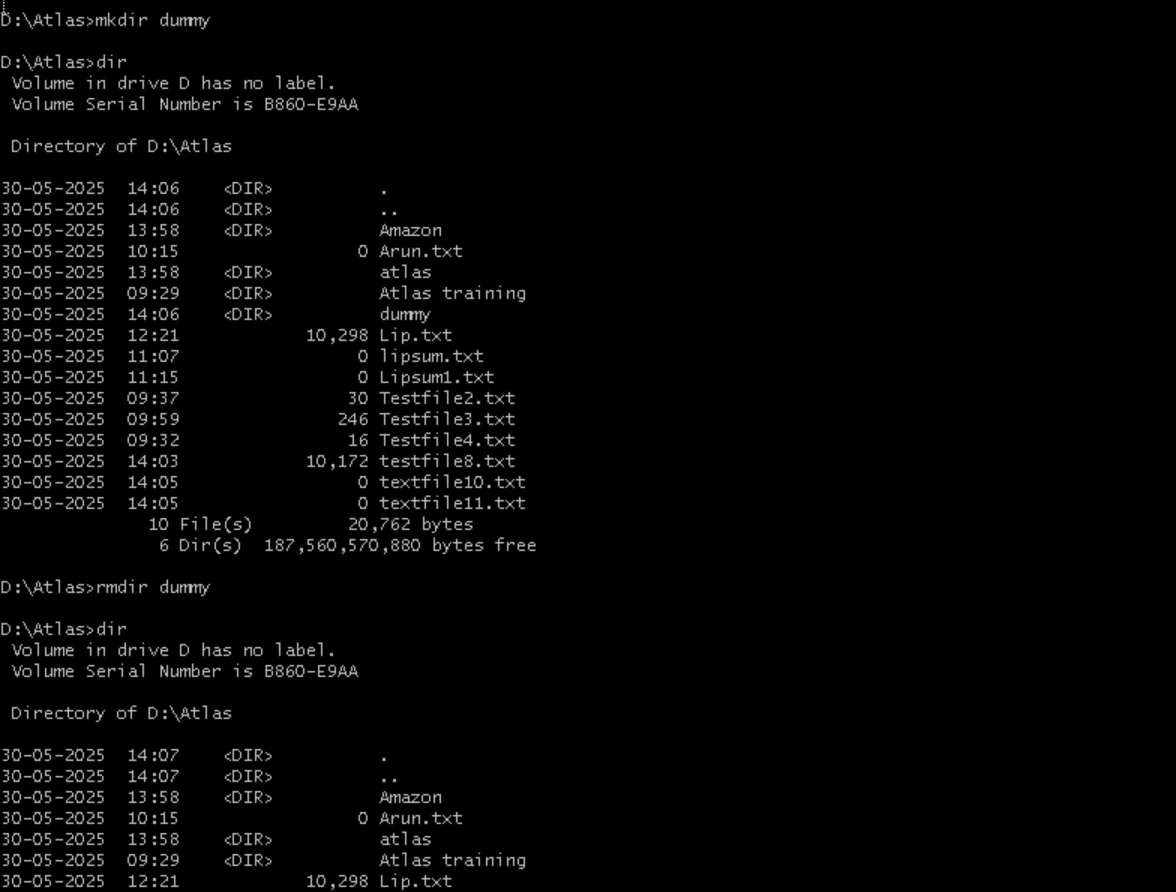 D:\Atlas>mkdir dummy
D:\Atlas>dir
 Volume in drive D has no label.
 Volume Serial Number is B860-E9AA
 Directory of D:\Atlas
30-05-2025  14:06    <DIR>          .
30-05-2025  14:06    <DIR>          ..
30-05-2025  13:58    <DIR>          Amazon
30-05-2025  10:15                 0 Arun.txt
30-05-2025  13:58    <DIR>          atlas
30-05-2025  09:29    <DIR>          Atlas training
30-05-2025  14:06    <DIR>          dummy
30-05-2025  12:21            10,298 Lip.txt
30-05-2025  11:07                 0 lipsum.txt
30-05-2025  11:15                 0 Lipsum1.txt
30-05-2025  09:37                30 Testfile2.txt
30-05-2025  09:59               246 Testfile3.txt
30-05-2025  09:32                16 Testfile4.txt
30-05-2025  14:03            10,172 testfile8.txt
30-05-2025  14:05                 0 textfile10.txt
30-05-2025  14:05                 0 textfile11.txt
              10 File(s)         20,762 bytes
               6 Dir(s)  187,560,570,880 bytes free
D:\Atlas>rmdir dummy
D:\Atlas>dir
 Volume in drive D has no label.
 Volume Serial Number is B860-E9AA
 Directory of D:\Atlas
30-05-2025  14:07    <DIR>          .
30-05-2025  14:07    <DIR>          ..
30-05-2025  13:58    <DIR>          Amazon
30-05-2025  10:15                 0 Arun.txt
30-05-2025  13:58    <DIR>          atlas
30-05-2025  09:29    <DIR>          Atlas training
30-05-2025  12:21            10,298 Lip.txt